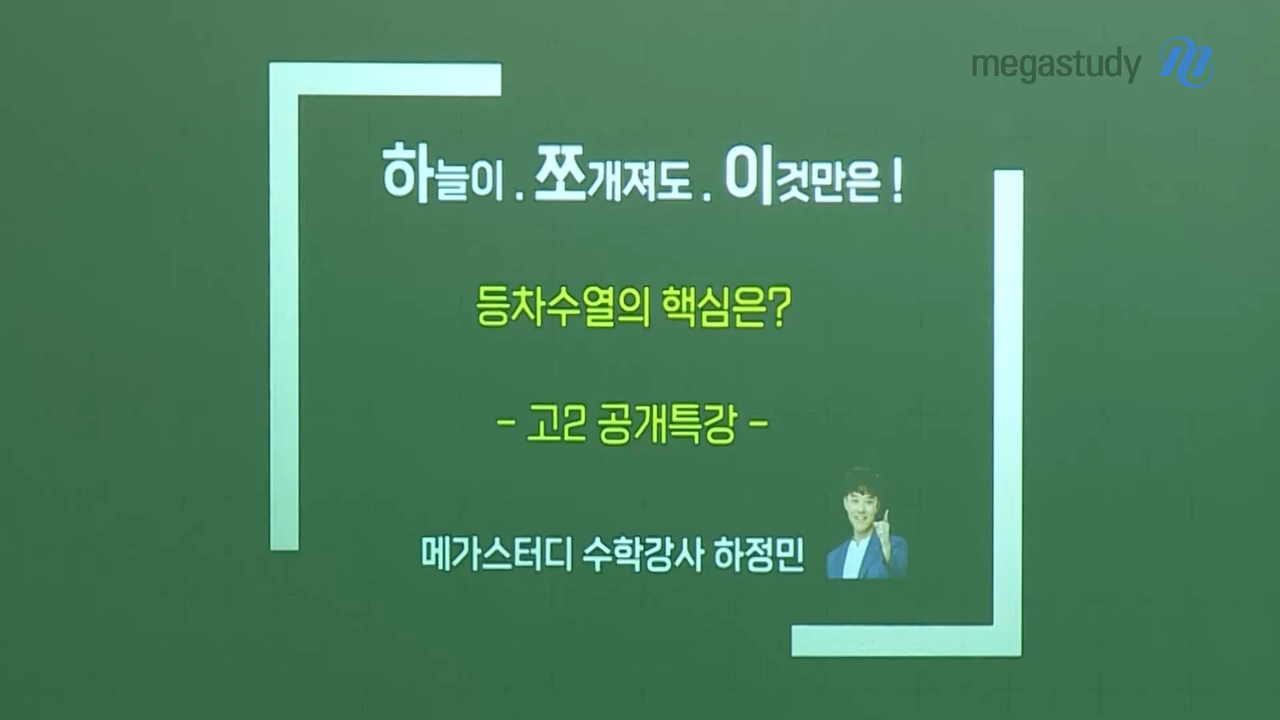 megastudy
하늘이 . 쪼개져도 . 이것만은 !
등차수열의 핵심은?
- 고2 공개특강 -
메가스터디 수학강사 하정민